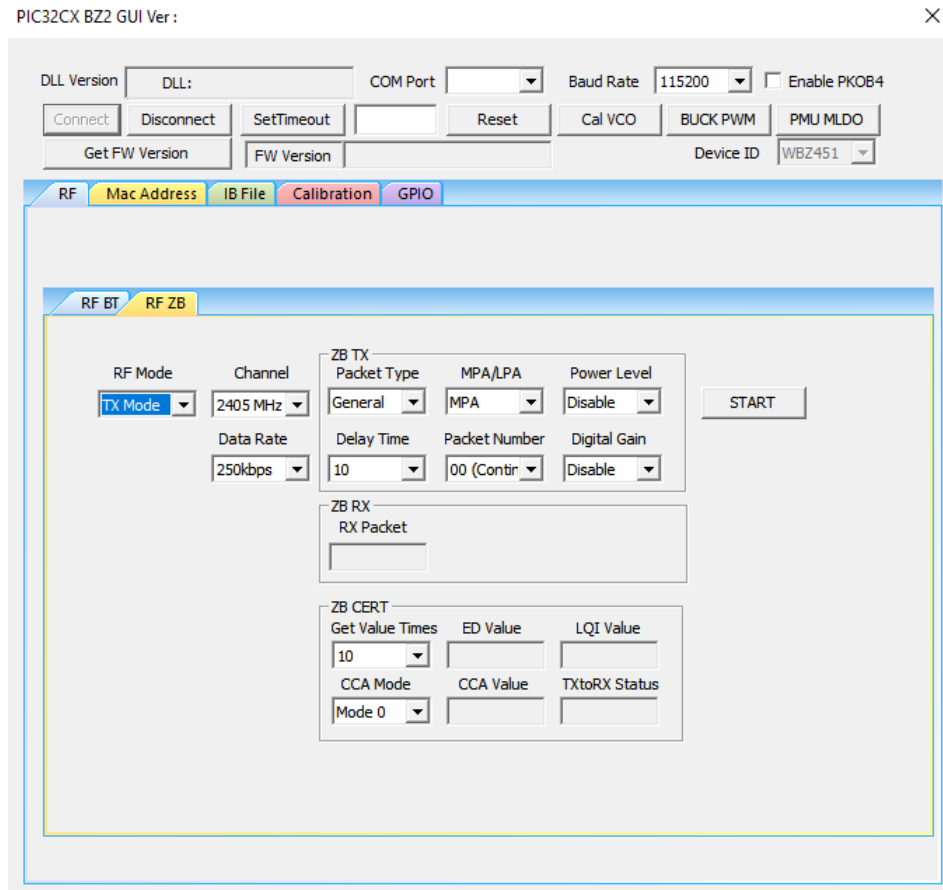 PIC32CX BZ2 GUI Ver :
DLL Version DLL: COM Port Baud Rate 115200 Enable PKOB4
Connect Disconnect SetTimeout Reset Cal VCO BUCK PWM PMU MLDO
Get FW Version FW Version Device ID WBZ451
RF Mac Address IB File Calibration GPIO
RF BT RF ZB
ZB TX
RF Mode Channel Packet Type MPA/LPA Power Level
TX Mode 2405 MHz General MPA Disable START
Data Rate Delay Time Packet Number Digital Gain
250kbps 10 00 (Contir Disable
ZB RX
RX Packet
ZB CERT
Get Value Times ED Value LQI Value
10
CCA Mode CCA Value TXtoRX Status
Mode 0